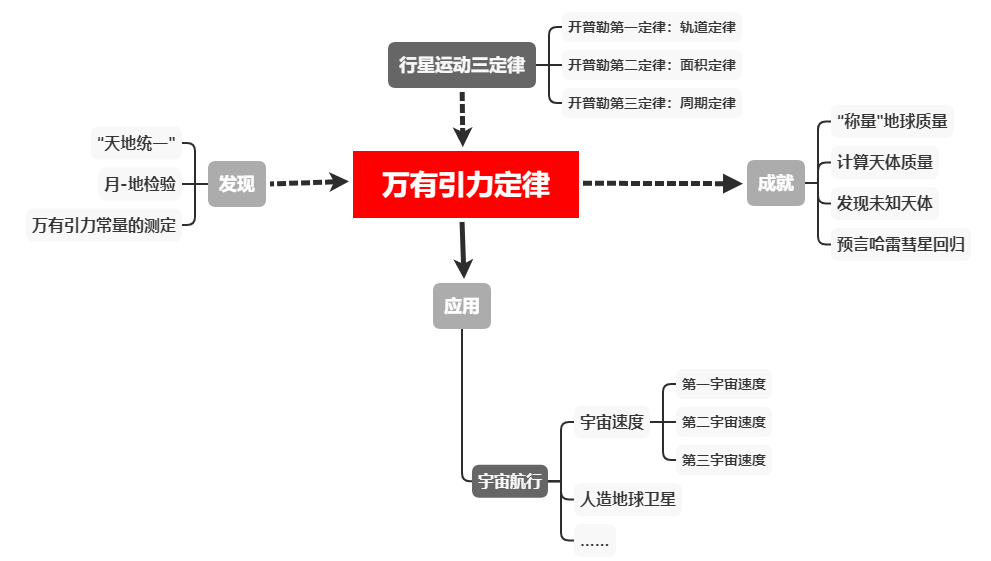 行星运动三定律
开普勒第一定律：轨道定律
开普勒第二定律：面积定律
开普勒第三定律：周期定律
"天地统一"
月-地检验
万有引力常量的测定
发现
万有引力定律
成就
"称量"地球质量
计算天体质量
发现未知天体
预言哈雷彗星回归
应用
宇宙航行
宇宙速度
第一宇宙速度
第二宇宙速度
第三宇宙速度
人造地球卫星
……